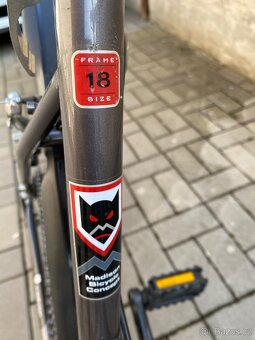 FRAME
18
SIZE
Madison
Bicycle
Concept